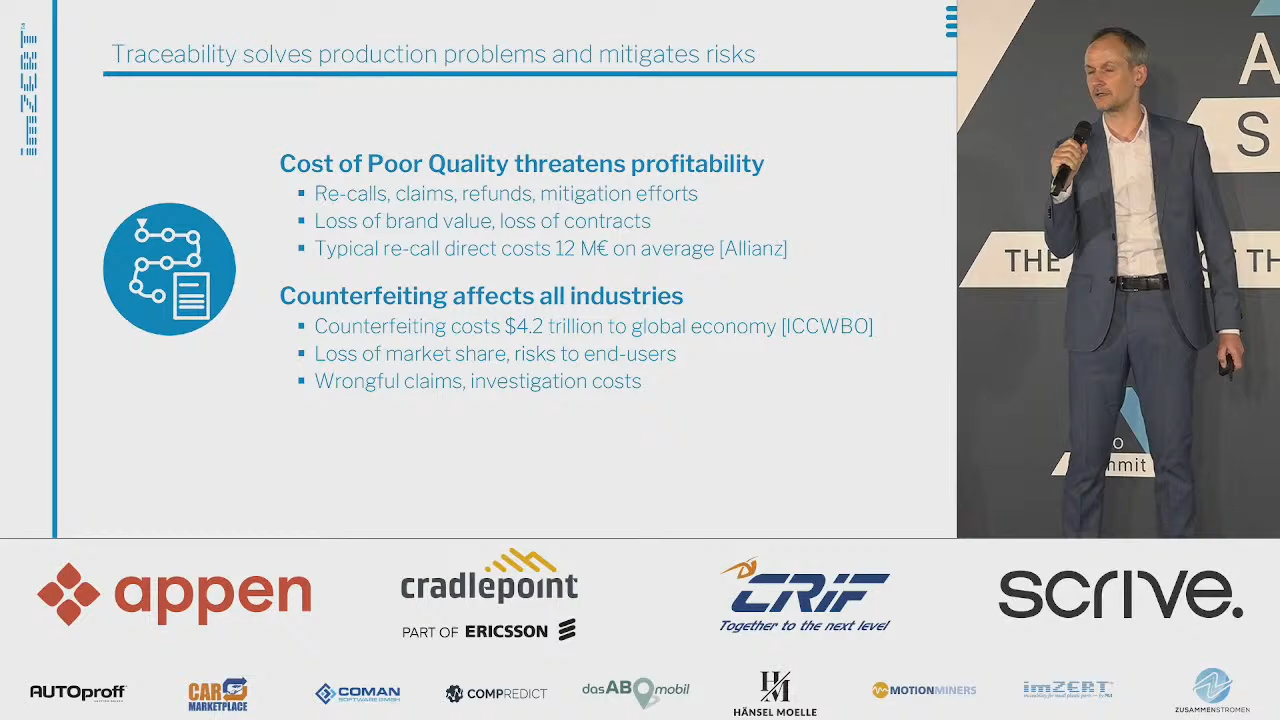 imZERT
Traceability solves production problems and mitigates risks
Cost of Poor Quality threatens profitability
Re-calls, claims, refunds, mitigation efforts
Loss of brand value, loss of contracts
Typical re-call direct costs 12 M€ on average [Allianz]
Counterfeiting affects all industries
Counterfeiting costs $4.2 trillion to global economy [ICCWBO]
Loss of market share, risks to end-users
Wrongful claims, investigation costs
A
S
THE
TH
o
mmit
appen
cradlepoint
PART OF ERICSSON
CRIF
Together to the next level
scrive.
AUTOproff
CAR
MARKETPLACE
COMAN
SOFTWARE GMBH
COMPREDICT
dasABOmobil
H/M
HÄNSEL MOELLE
MOTIONMINERS
imZERT
ZUSAMMENSTROMEN